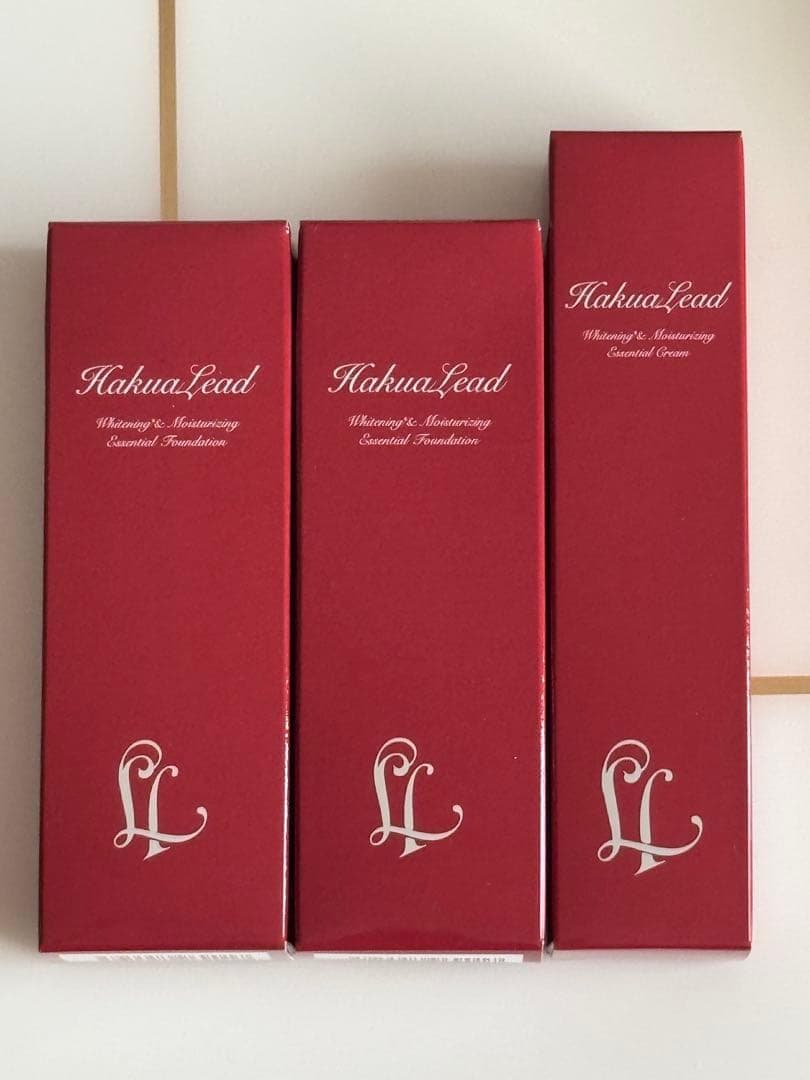 HakuaLead
Whitening*& Moisturizing
Essential Foundation
HakuaLead
Whitening*& Moisturizing
Essential Foundation
HakuaLead
Whitening*& Moisturizing
Essential Cream